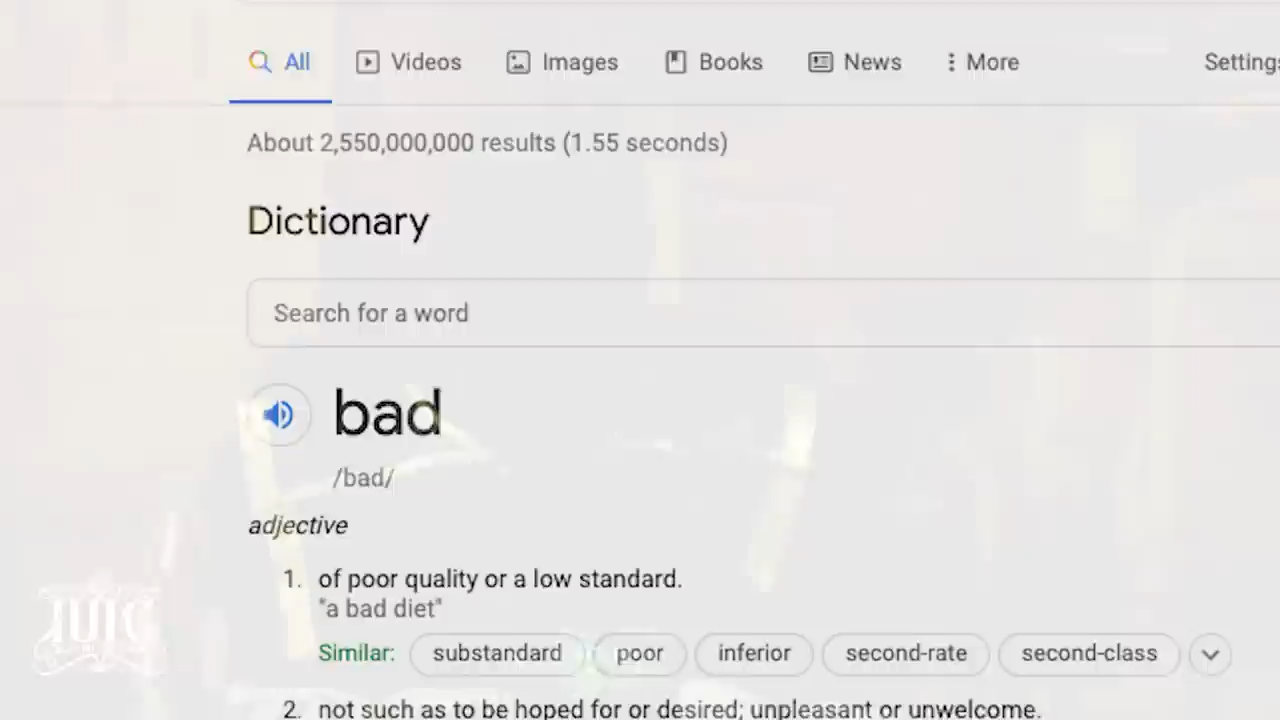 All Videos Images Books News More Settings
About 2,550,000,000 results (1.55 seconds)
Dictionary
Search for a word
bad
/bad/
adjective
1. of poor quality or a low standard.
"a bad diet"
Similar: substandard poor inferior second-rate second-class
2. not such as to be hoped for or desired; unpleasant or unwelcome.
IUIC